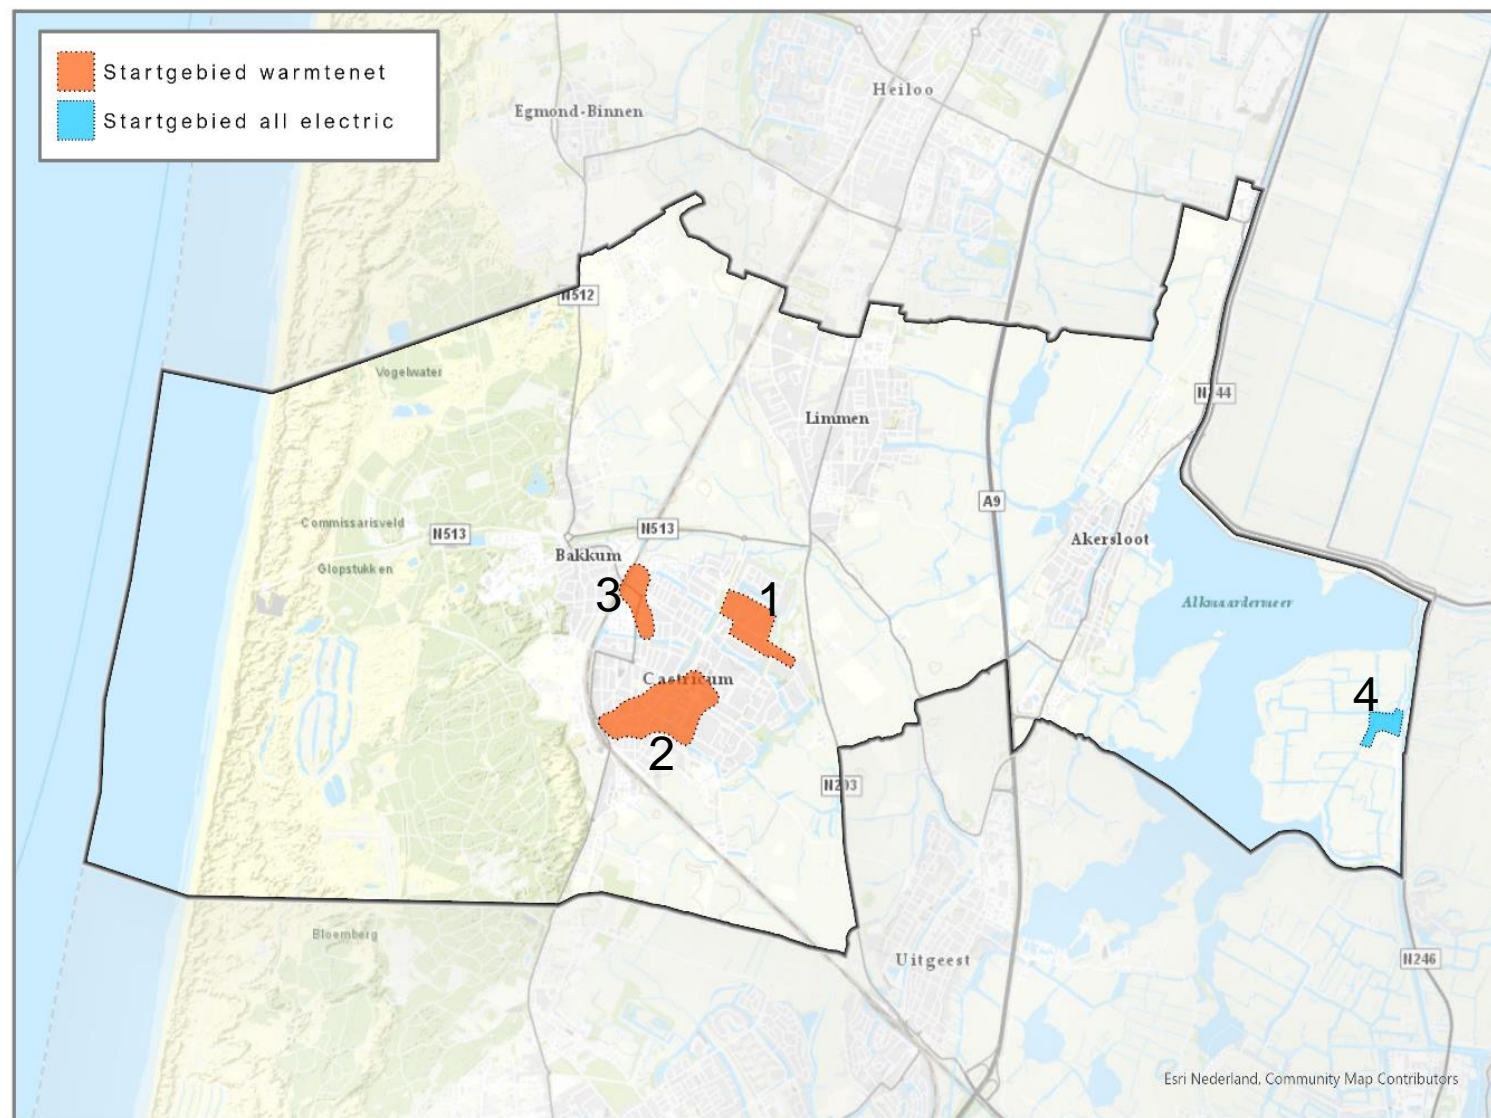 Startgebied warmtenet
Startgebied all electric
Heiloo
Egmond-Binnen
N512
Vogelwater
N244
Limmen
A9
Commissarisveld
N513
N513
Akersloot
Bakkum
Glopstukken
3
1
Alkmaardermeer
Castricum
4
2
N203
Bloemberg
Uitgeest
N246
Esri Nederland, Community Map Contributors